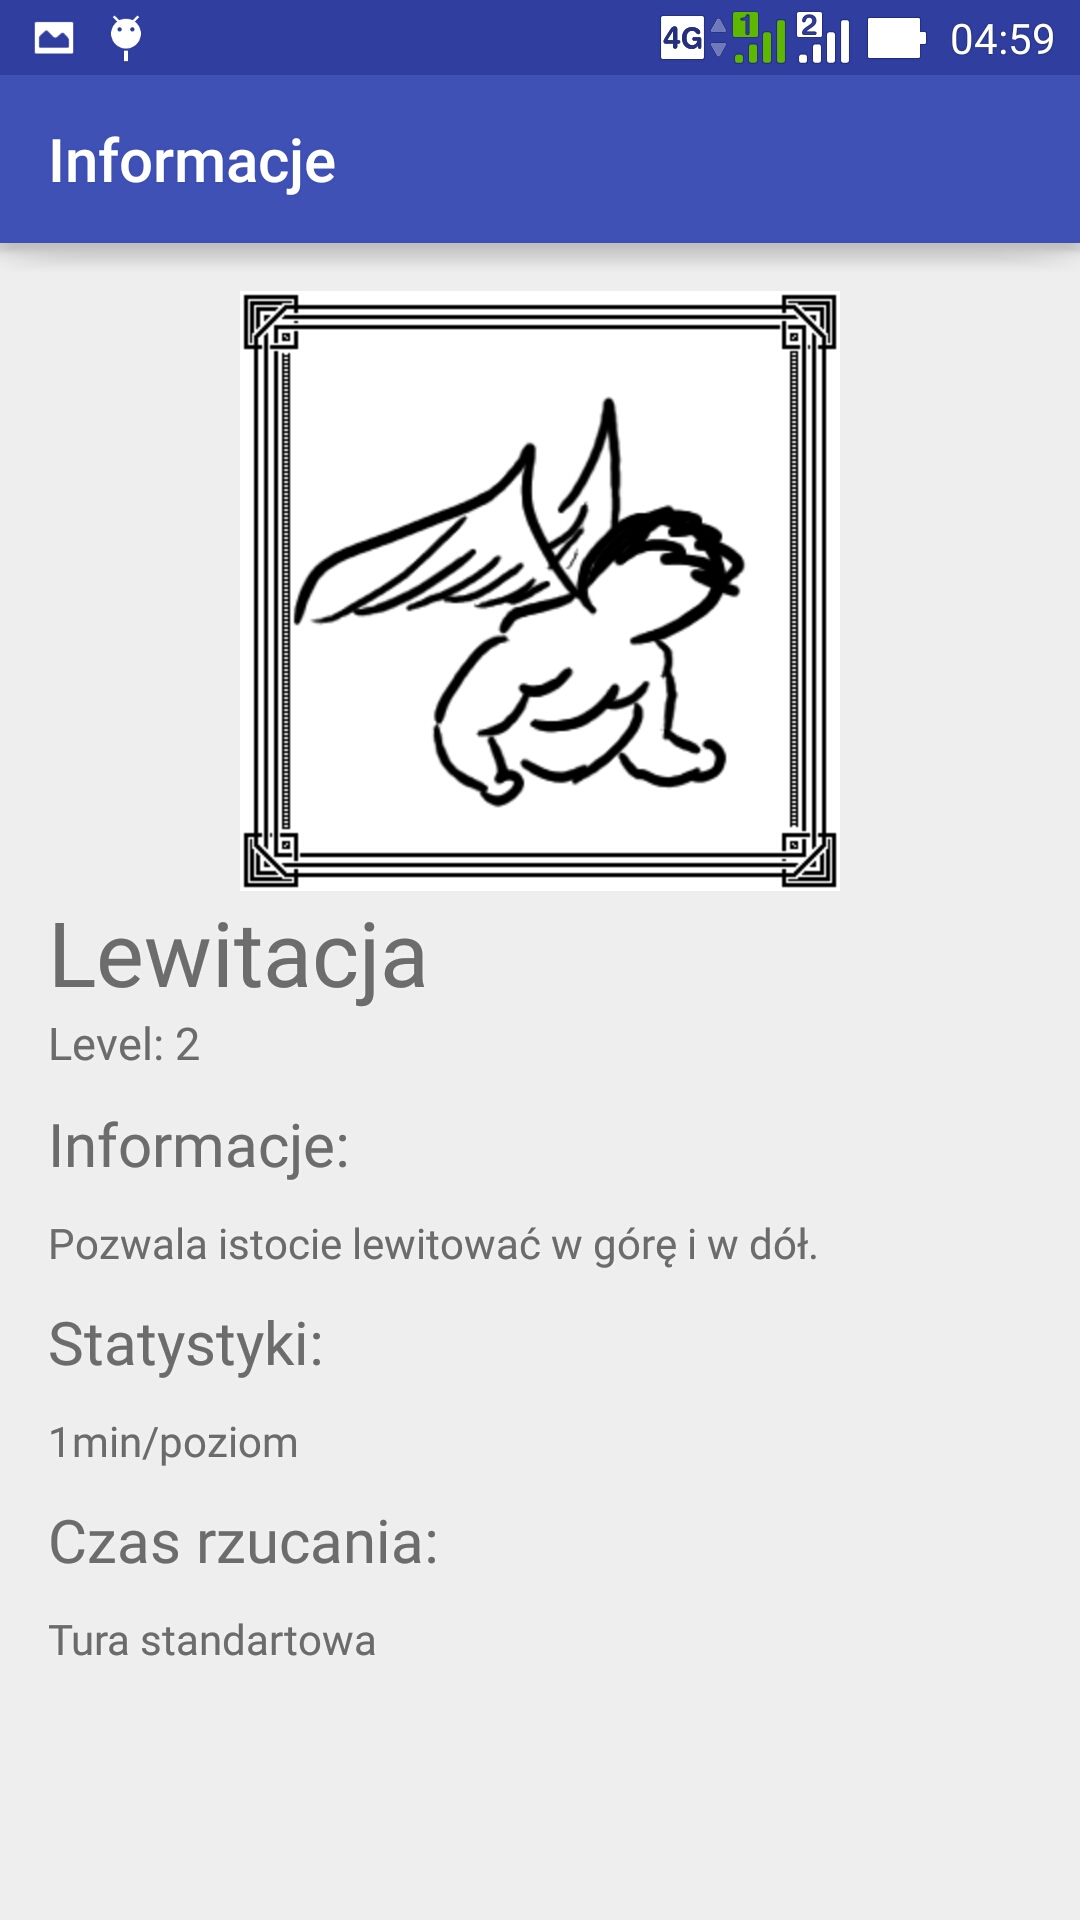 4G 1 2 04:59
Informacje
Lewitacja
Level: 2
Informacje:
Pozwala istocie lewitować w górę i w dół.
Statystyki:
1min/poziom
Czas rzucania:
Tura standartowa